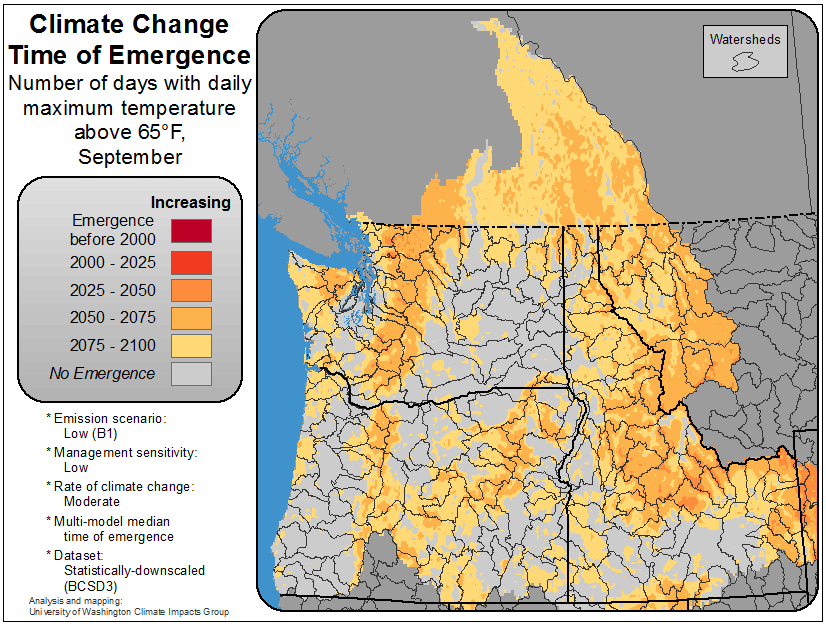 Climate Change
Time of Emergence
Number of days with daily
maximum temperature
above 65°F,
September
Increasing
Emergence
before 2000
2000 - 2025
2025 - 2050
2050 - 2075
2075 - 2100
No Emergence
* Emission scenario:
Low (B1)
* Management sensitivity:
Low
* Rate of climate change:
Moderate
* Multi-model median
time of emergence
* Dataset:
Statistically-downscaled
(BCSD3)
Analysis and mapping:
University of Washington Climate Impacts Group
Watersheds